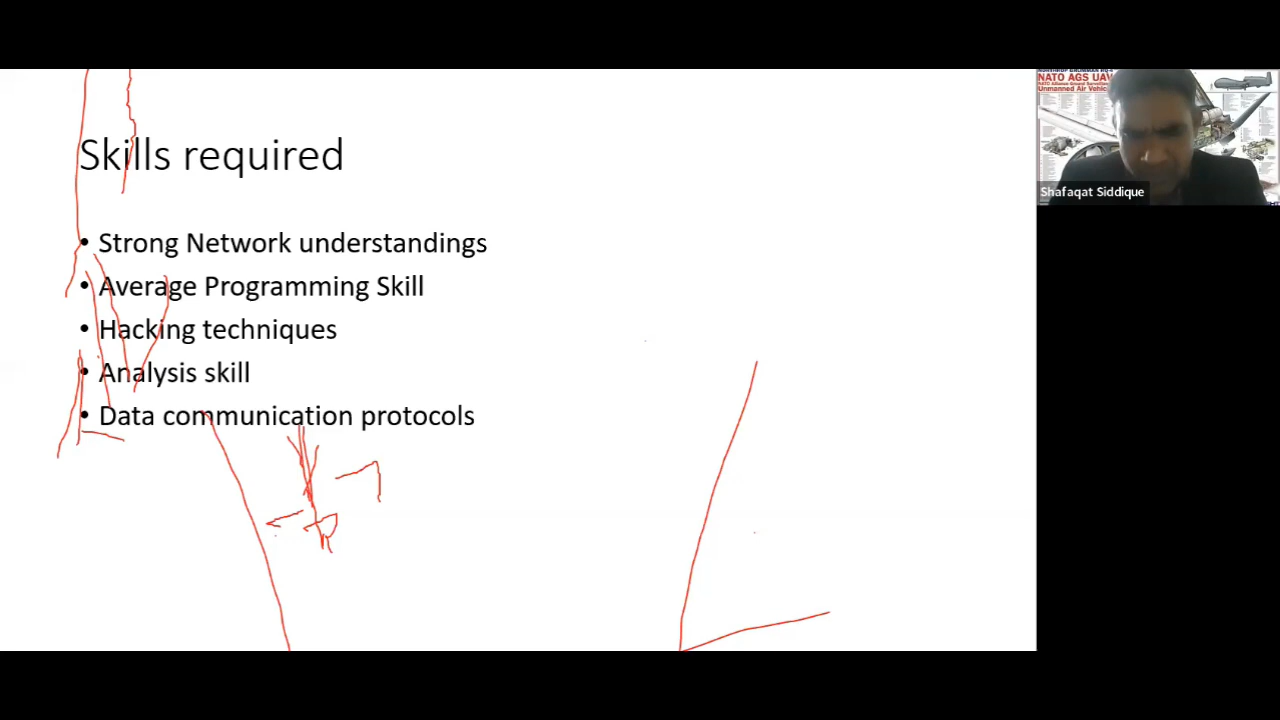 Skills required
• Strong Network understandings
• Average Programming Skill
• Hacking techniques
• Analysis skill
• Data communication protocols
NATO AGS UAV
Unmanned Air Vehic
Shafaqat Siddique